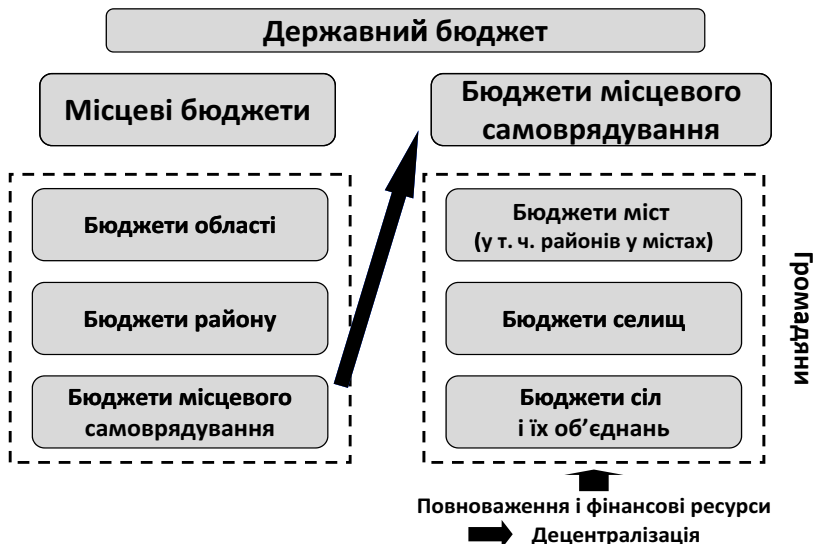 Державний бюджет
Місцеві бюджети
Бюджети місцевого
самоврядування
Бюджети області
Бюджети району
Бюджети місцевого
самоврядування
Бюджети міст
(у т. ч. районів у містах)
Бюджети селищ
Бюджети сіл
і їх об’єднань
Громадяни
Повноваження і фінансові ресурси
Децентралізація